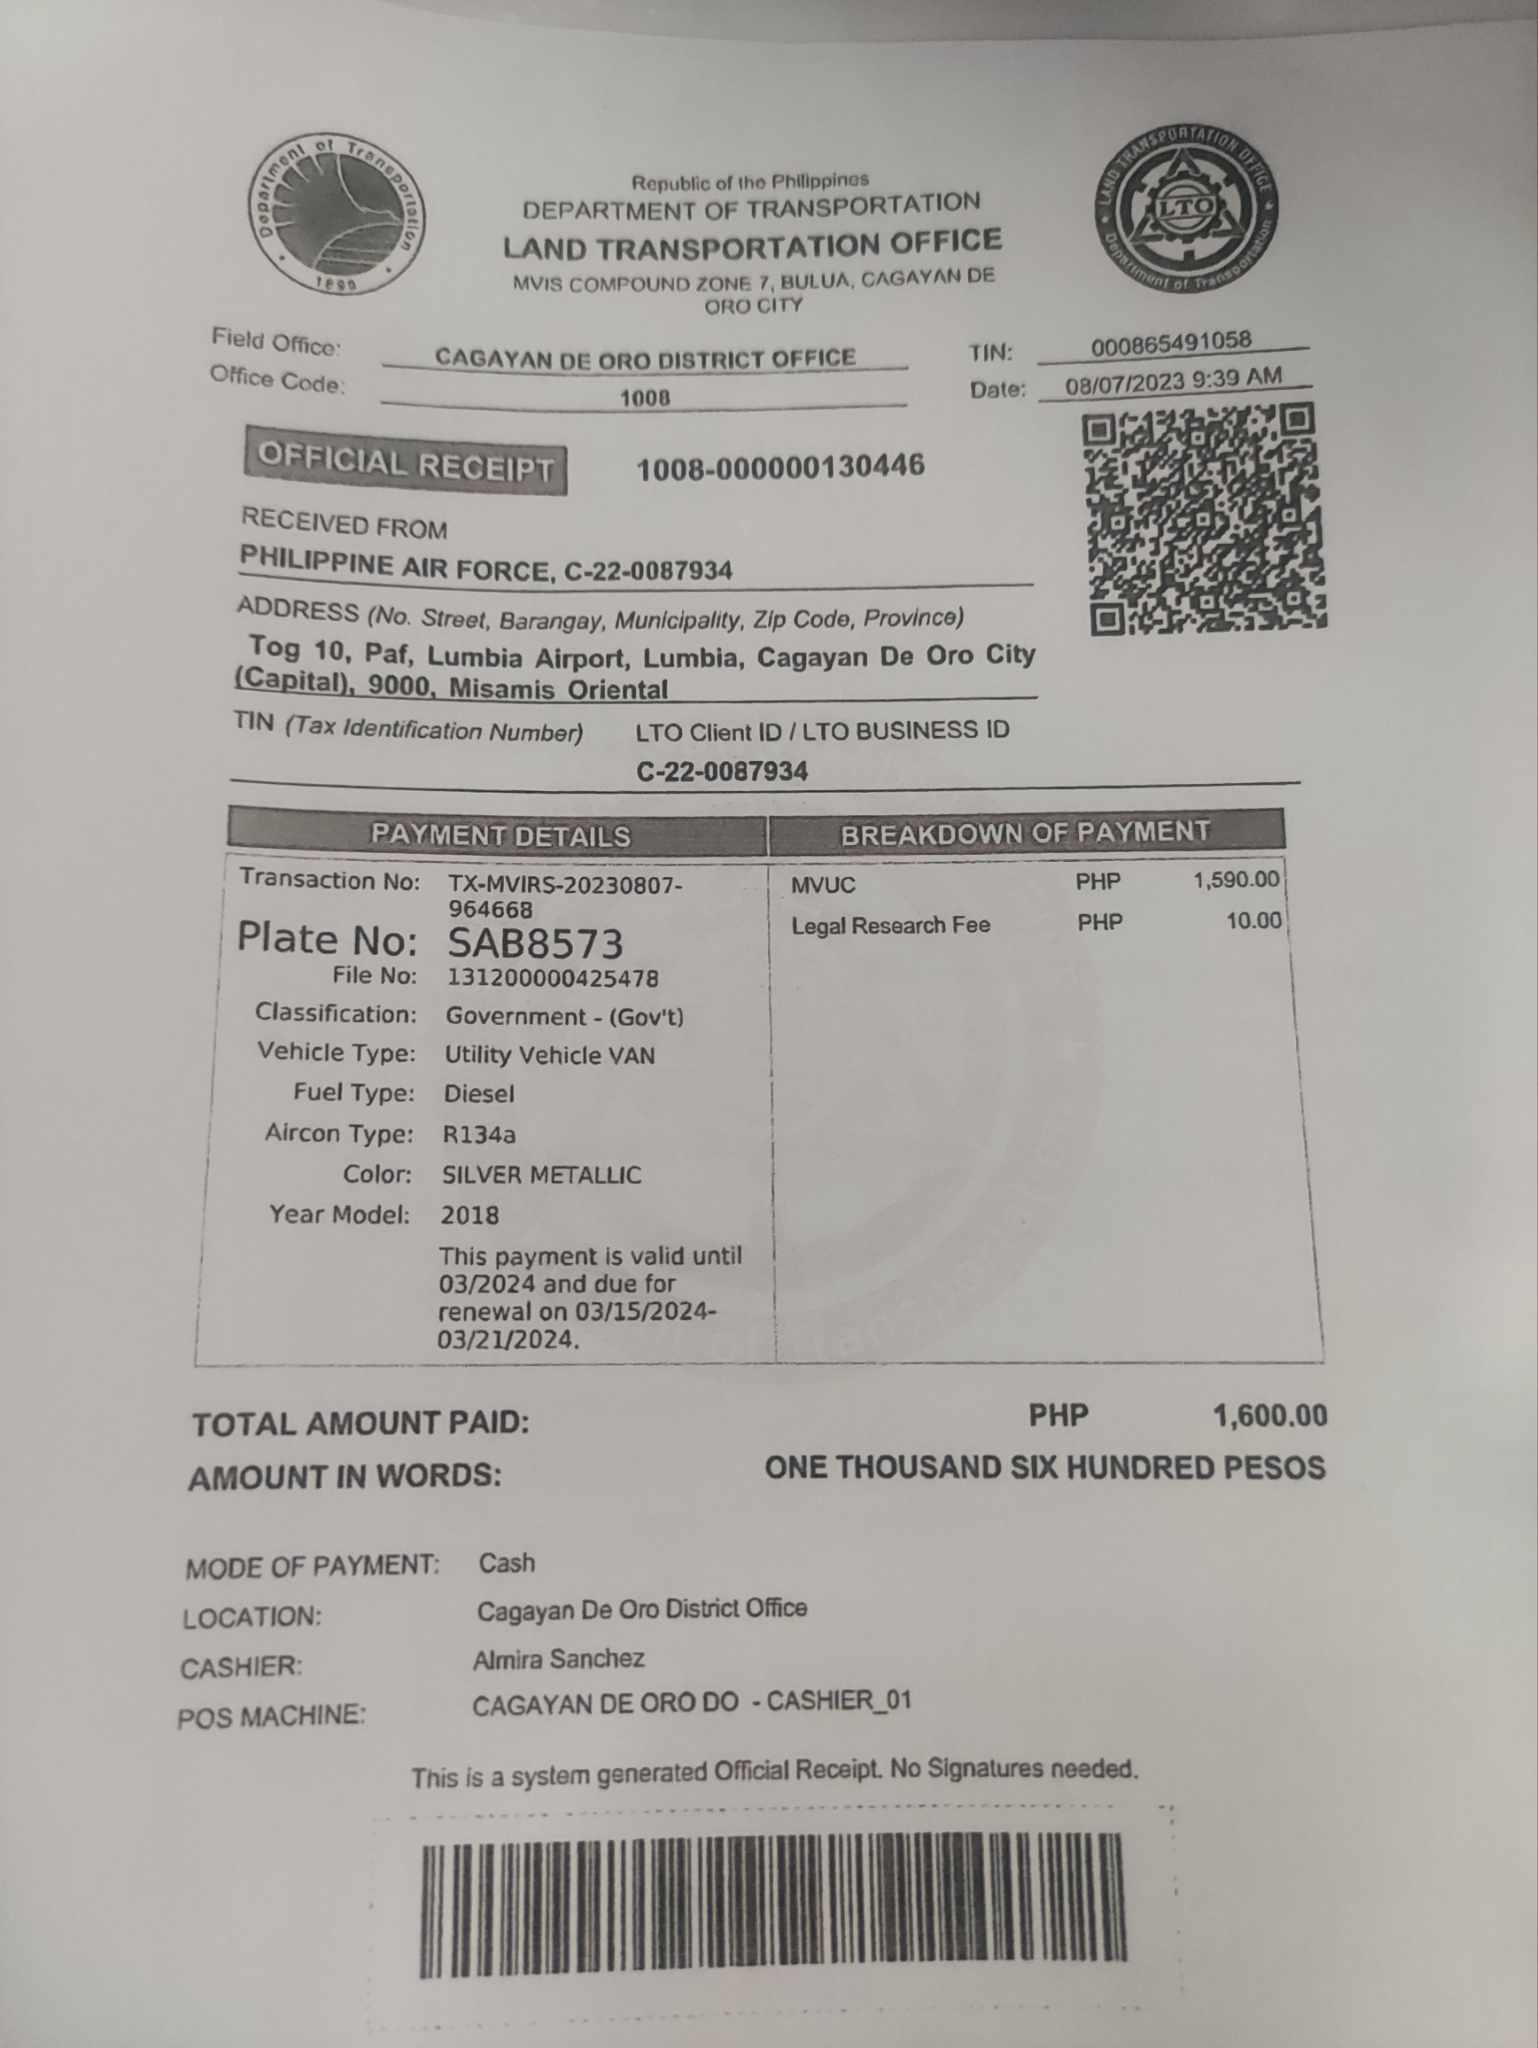 Department of Transportation
1899
LAND TRANSPORTATION OFFICE
LTO
Department of Transportation
Republic of the Philippines
DEPARTMENT OF TRANSPORTATION
LAND TRANSPORTATION OFFICE
MVIS COMPOUND ZONE 7, BULUA, CAGAYAN DE
ORO CITY
Field Office: CAGAYAN DE ORO DISTRICT OFFICE TIN: 000865491058
Office Code: 1008 Date: 08/07/2023 9:39 AM
OFFICIAL RECEIPT 1008-000000130446
RECEIVED FROM
PHILIPPINE AIR FORCE, C-22-0087934
ADDRESS (No. Street, Barangay, Municipality, Zip Code, Province)
Tog 10, Paf, Lumbia Airport, Lumbia, Cagayan De Oro City
(Capital), 9000, Misamis Oriental
TIN (Tax Identification Number) LTO Client ID / LTO BUSINESS ID
C-22-0087934
PAYMENT DETAILS BREAKDOWN OF PAYMENT
Transaction No: TX-MVIRS-20230807- MVUC PHP 1,590.00
964668
Legal Research Fee PHP 10.00
Plate No: SAB8573
File No: 131200000425478
Classification: Government - (Gov't)
Vehicle Type: Utility Vehicle VAN
Fuel Type: Diesel
Aircon Type: R134a
Color: SILVER METALLIC
Year Model: 2018
This payment is valid until
03/2024 and due for
renewal on 03/15/2024-
03/21/2024.
TOTAL AMOUNT PAID: PHP 1,600.00
AMOUNT IN WORDS: ONE THOUSAND SIX HUNDRED PESOS
MODE OF PAYMENT: Cash
LOCATION: Cagayan De Oro District Office
CASHIER: Almira Sanchez
POS MACHINE: CAGAYAN DE ORO DO - CASHIER_01
This is a system generated Official Receipt. No Signatures needed.